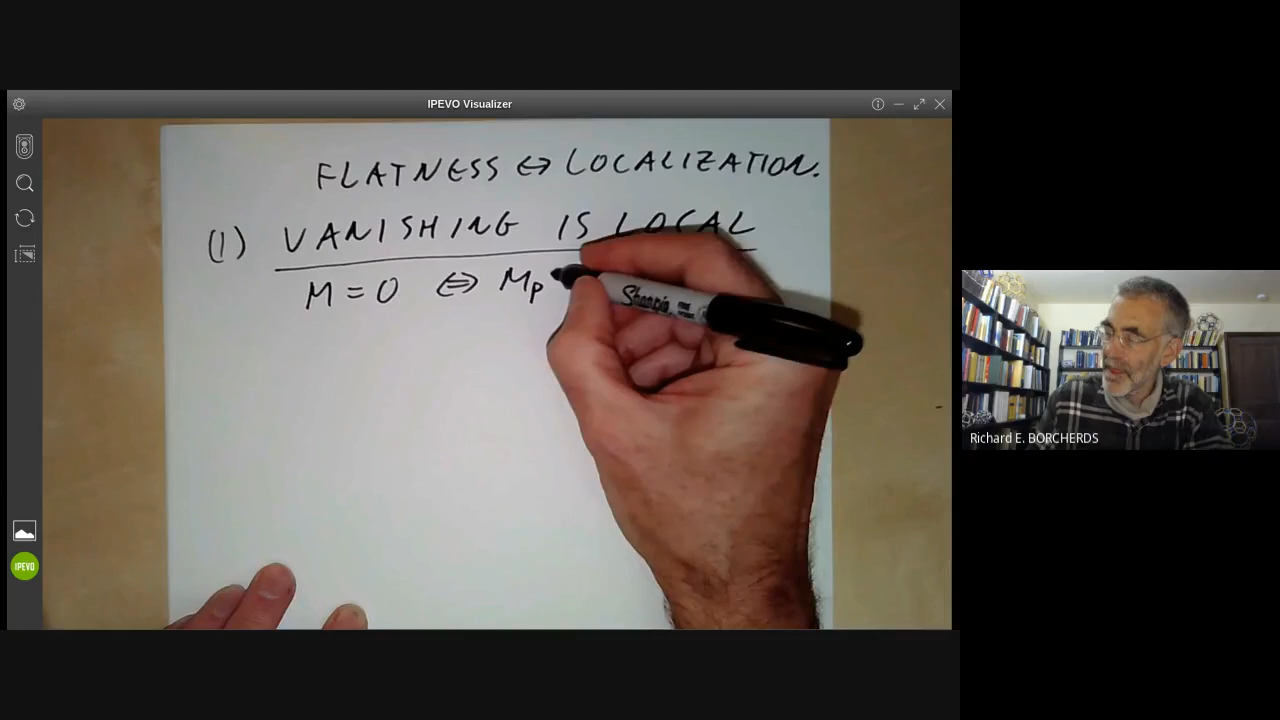 IPEVO Visualizer
FLATNESS ⇔ LOCALIZATION.
(1) VANISHING IS LOCAL
M = 0 ⇔ Mₚ
Sharpie
IPEVO
Richard E. BORCHERDS